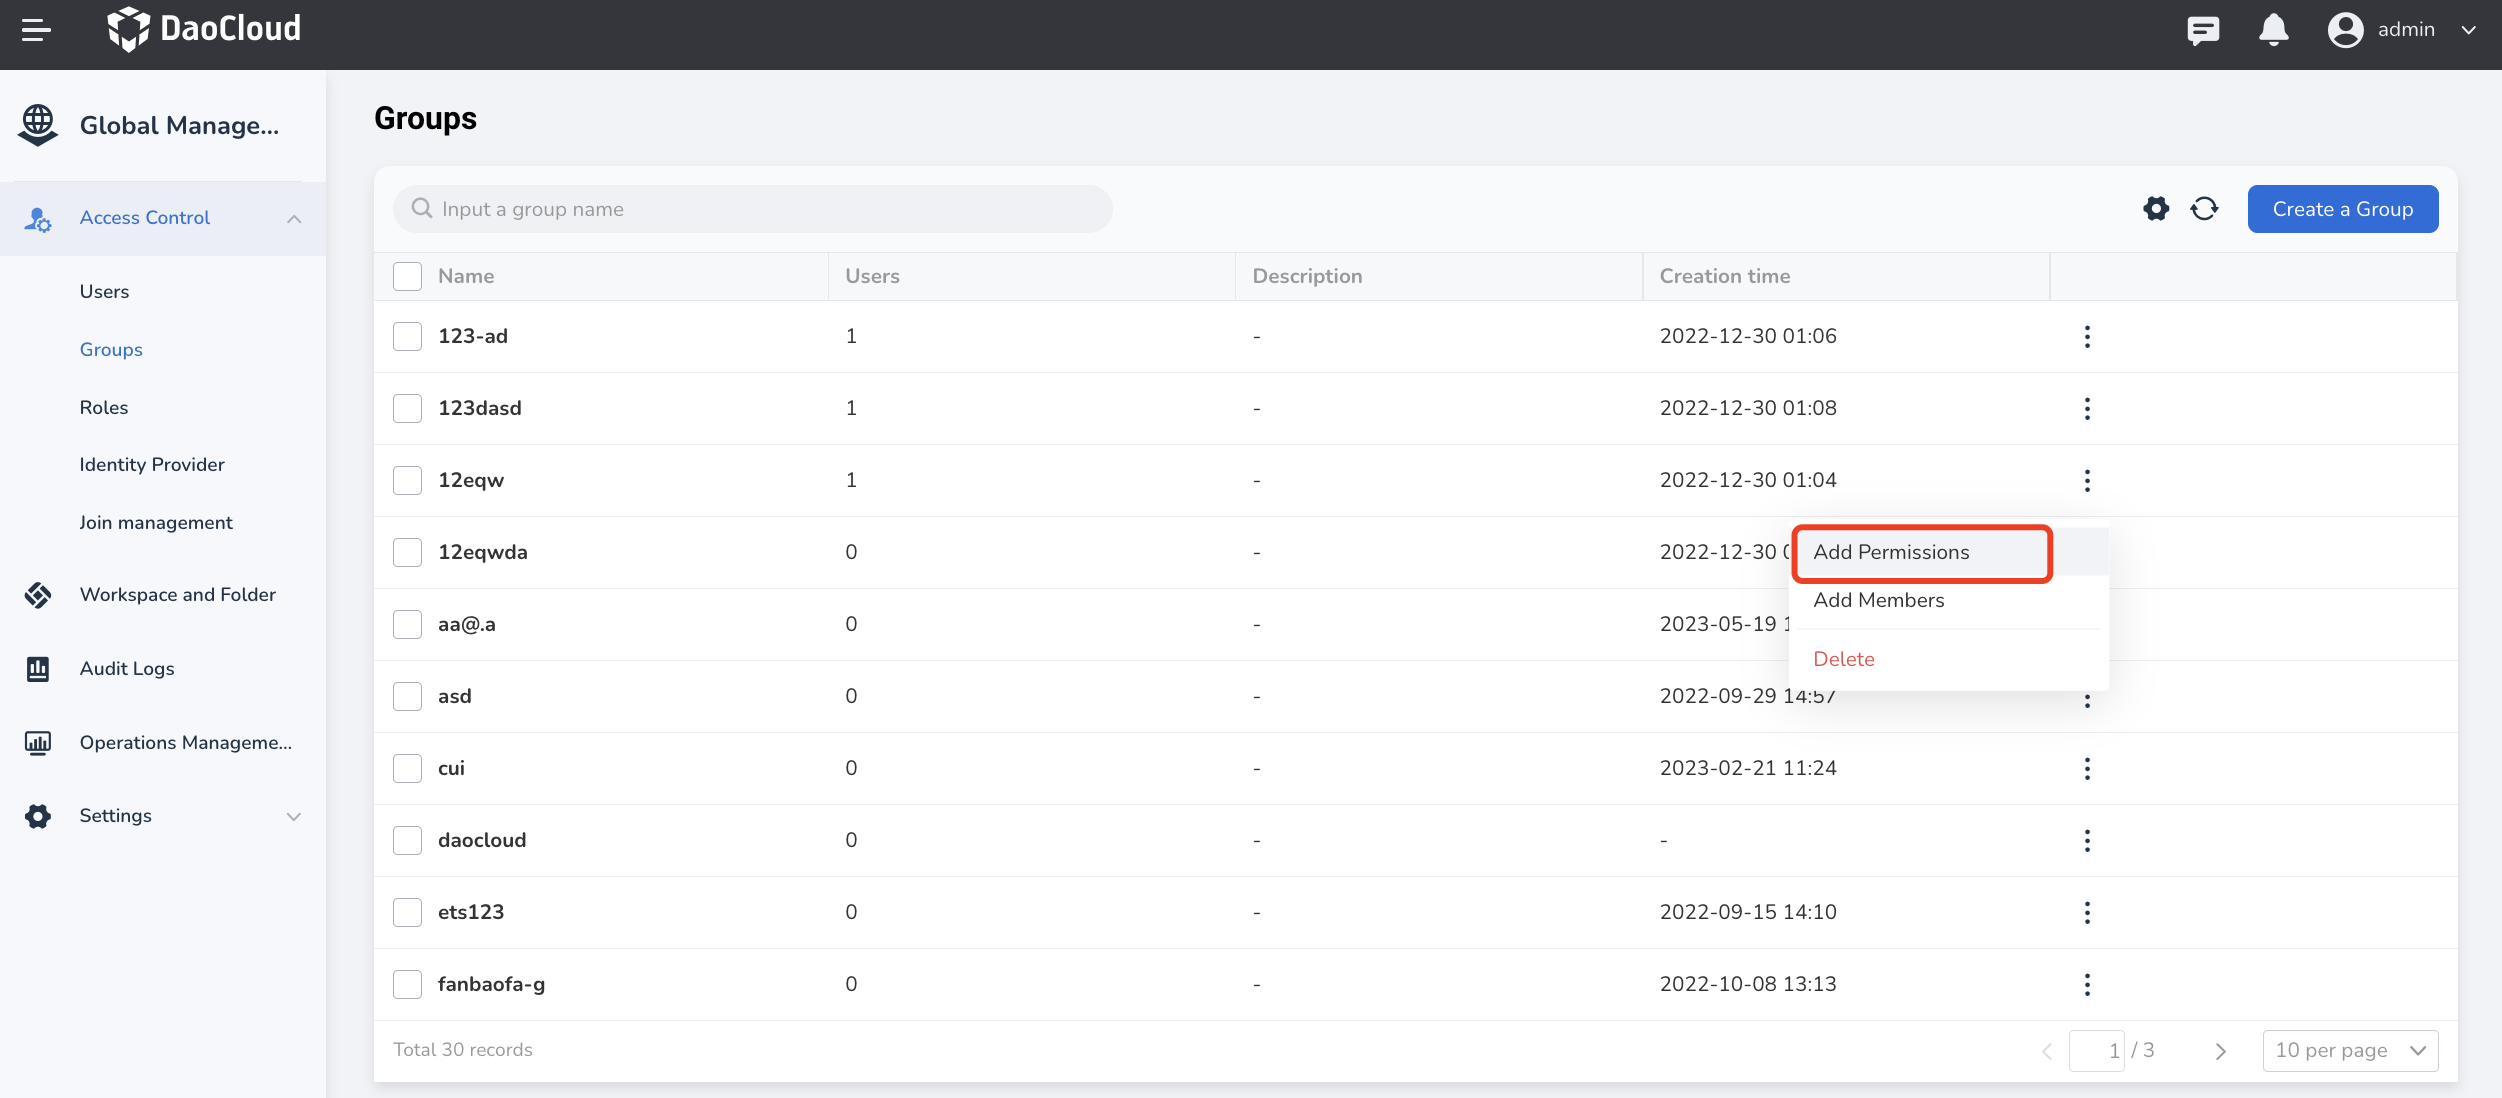 DaoCloud
admin
Global Manage...
Access Control
Users
Groups
Roles
Identity Provider
Join management
Workspace and Folder
Audit Logs
Operations Manageme...
Settings
Groups
Input a group name
Create a Group
Name Users Description Creation time
123-ad 1 - 2022-12-30 01:06
123dasd 1 - 2022-12-30 01:08
12eqw 1 - 2022-12-30 01:04
12eqwda 0 - 2022-12-30
Add Permissions
Add Members
aa@.a 0 - 2023-05-19
Delete
asd 0 - 2022-09-29 14:57
cui 0 - 2023-02-21 11:24
daocloud 0 - -
ets123 0 - 2022-09-15 14:10
fanbaofa-g 0 - 2022-10-08 13:13
Total 30 records
1 / 3
10 per page